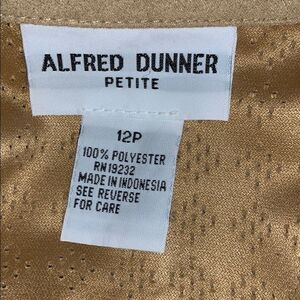 ALFRED DUNNER
PETITE
12P
100% POLYESTER
RN19232
MADE IN INDONESIA
SEE REVERSE
FOR CARE